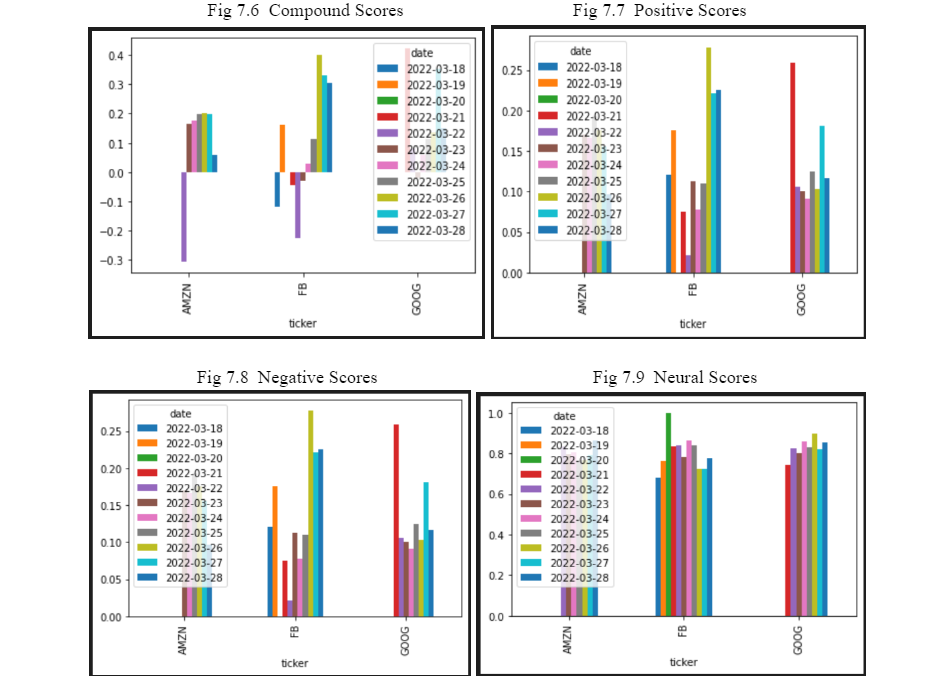 Fig 7.6  Compound Scores
date
2022-03-18
2022-03-19
2022-03-20
2022-03-21
2022-03-22
2022-03-23
2022-03-24
2022-03-25
2022-03-26
2022-03-27
2022-03-28
0.4
0.3
0.2
0.1
0.0
−0.1
−0.2
−0.3
AMZN
FB
GOOG
ticker
Fig 7.7  Positive Scores
date
2022-03-18
2022-03-19
2022-03-20
2022-03-21
2022-03-22
2022-03-23
2022-03-24
2022-03-25
2022-03-26
2022-03-27
2022-03-28
0.25
0.20
0.15
0.10
0.05
0.00
AMZN
FB
GOOG
ticker
Fig 7.8  Negative Scores
date
2022-03-18
2022-03-19
2022-03-20
2022-03-21
2022-03-22
2022-03-23
2022-03-24
2022-03-25
2022-03-26
2022-03-27
2022-03-28
0.25
0.20
0.15
0.10
0.05
0.00
AMZN
FB
GOOG
ticker
Fig 7.9  Neural Scores
date
2022-03-18
2022-03-19
2022-03-20
2022-03-21
2022-03-22
2022-03-23
2022-03-24
2022-03-25
2022-03-26
2022-03-27
2022-03-28
1.0
0.8
0.6
0.4
0.2
0.0
AMZN
FB
GOOG
ticker